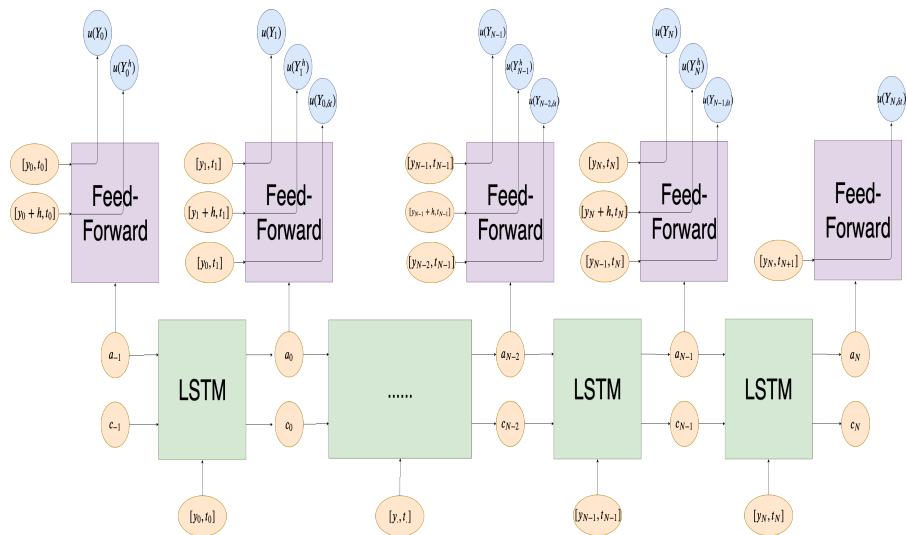 u(Y_0) u(Y_1) u(Y_{N-1}) u(Y_N)
u(Y_0^h) u(Y_1^h) u(Y_{N-1}^h) u(Y_N^h)
u(Y_{0,δt}) u(Y_{N-2,δt}) u(Y_{N-1,δt}) u(Y_{N,δt})
[y_0, t_0] [y_1, t_1] [y_{N-1}, t_{N-1}] [y_N, t_N]
[y_0 + h, t_0] [y_1 + h, t_1] [y_{N-1} + h, t_{N-1}] [y_N + h, t_N]
[y_0, t_1] [y_{N-2}, t_{N-1}] [y_{N-1}, t_N] [y_N, t_{N+1}]
Feed-
Forward
Feed-
Forward
Feed-
Forward
Feed-
Forward
Feed-
Forward
a_{-1} a_0 a_{N-2} a_{N-1} a_N
LSTM ...... LSTM LSTM
c_{-1} c_0 c_{N-2} c_{N-1} c_N
[y_0, t_0] [y_., t_.] [y_{N-1}, t_{N-1}] [y_N, t_N]